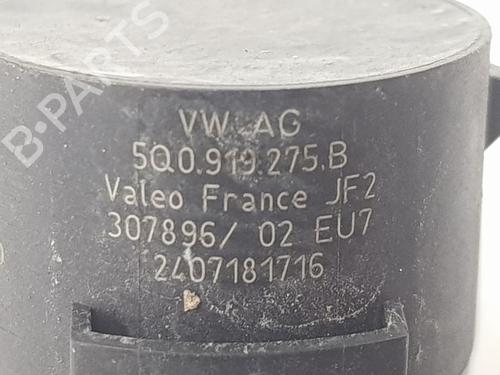 B-PARTS
VW AG
5Q0.919.275.B
Valeo France JF2
307896/ 02 EU7
2407181716